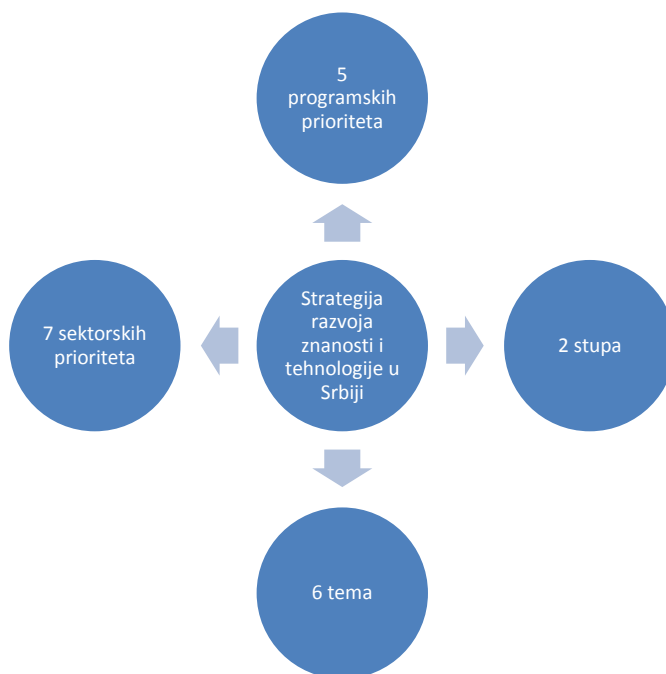 5
programskih
prioriteta
7 sektorskih
prioriteta
Strategija
razvoja
znanosti i
tehnologije u
Srbiji
2 stupa
6 tema